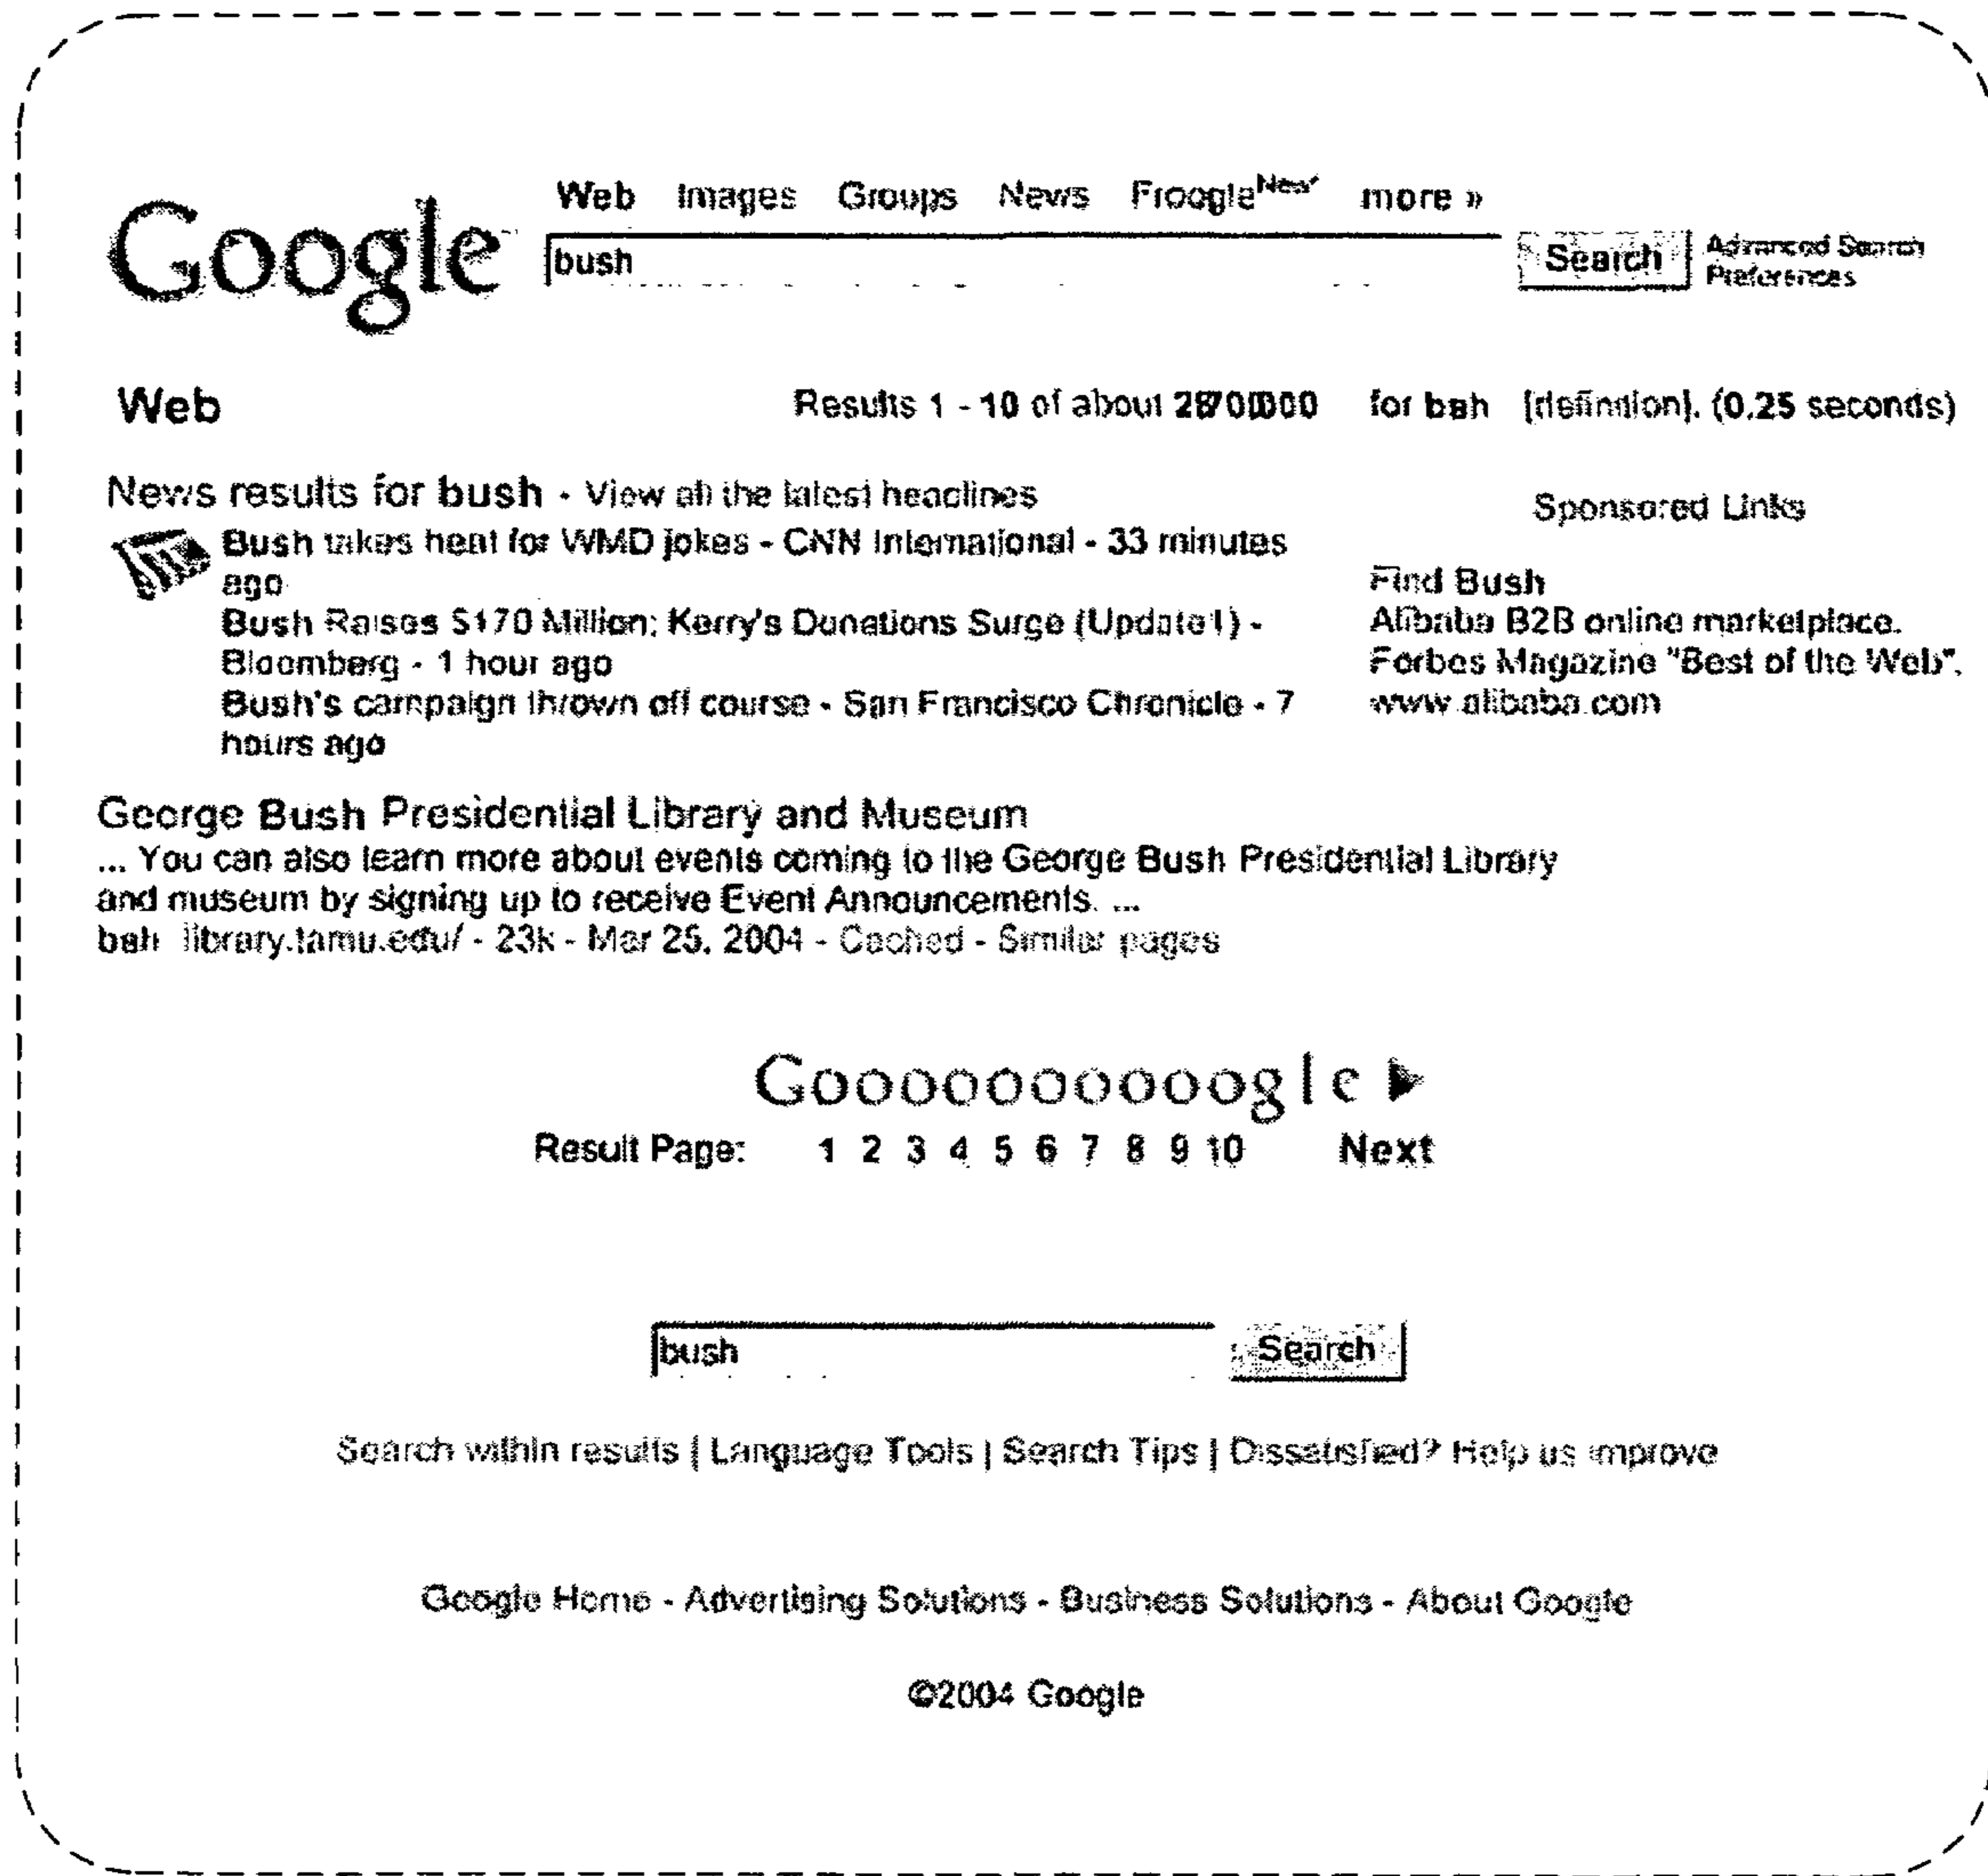 Google
Web Images Groups News Froogle New more »
bush Search Advanced Search
Preferences
Web Results 1 - 10 of about for bsh [definition]. (0.25 seconds)
News results for bush - View all the latest headlines
Sponsored Links
Bush takes heat for WMD jokes - CNN International - 33 minutes
ago
Bush Raises $170 Million; Kerry's Donations Surge (Update1) -
Bloomberg - 1 hour ago
Bush's campaign thrown off course - San Francisco Chronicle - 7
hours ago
Find Bush
Alibaba B2B online marketplace.
Forbes Magazine "Best of the Web".
www.alibaba.com
George Bush Presidential Library and Museum
... You can also learn more about events coming to the George Bush Presidential Library
and museum by signing up to receive Event Announcements. ...
bsh library.tamu.edu/ - 23k - Mar 25, 2004 - Cached - Similar pages
Goooooooooogle
Result Page: 1 2 3 4 5 6 7 8 9 10 Next
bush Search
Search within results | Language Tools | Search Tips | Dissatisfied? Help us improve
Google Home - Advertising Solutions - Business Solutions - About Google
©2004 Google